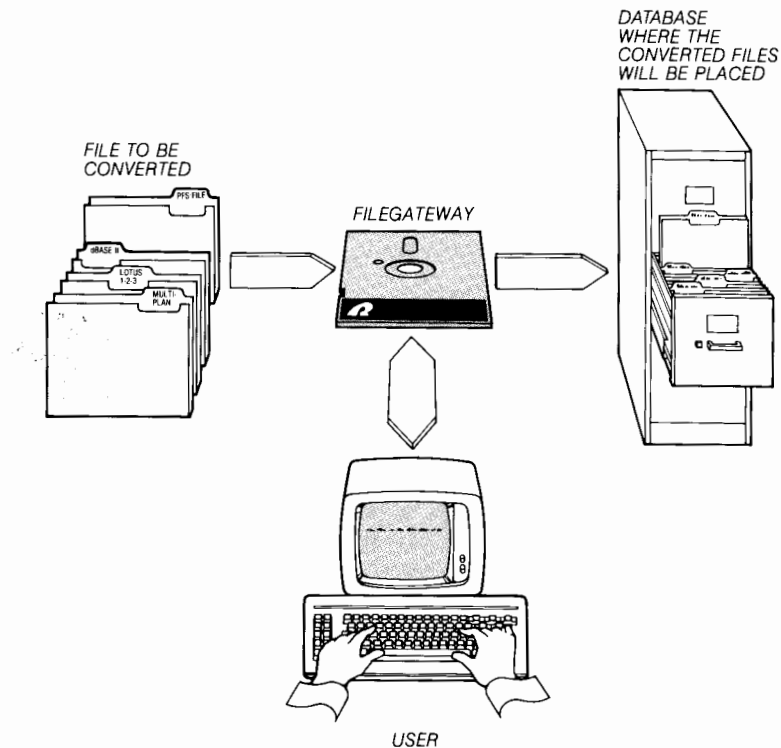 DATABASE
WHERE THE
CONVERTED FILES
WILL BE PLACED
FILE TO BE
CONVERTED
PFS:FILE
dBASE II
LOTUS
1-2-3
MULTI-
PLAN
FILEGATEWAY
USER